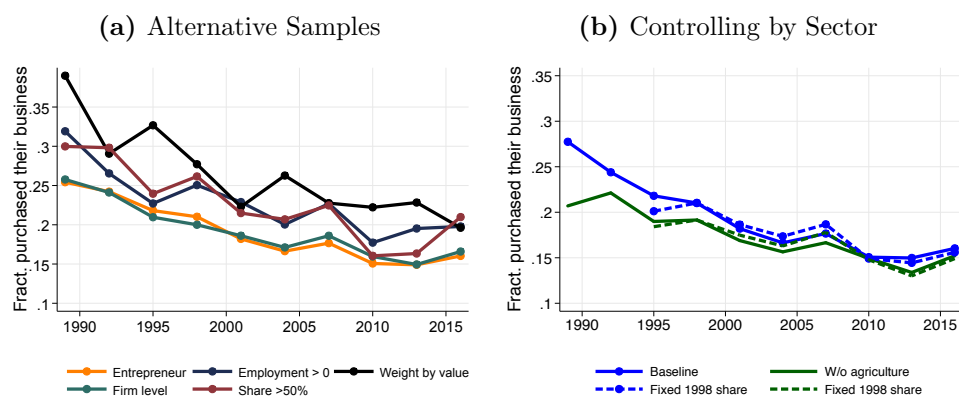 (a) Alternative Samples
Fract. purchased their business
.35
.3
.25
.2
.15
.1
1990 1995 2000 2005 2010 2015
Entrepreneur Employment > 0 Weight by value
Firm level Share >50%
(b) Controlling by Sector
Fract. purchased their business
.35
.3
.25
.2
.15
.1
1990 1995 2000 2005 2010 2015
Baseline W/o agriculture
Fixed 1998 share Fixed 1998 share